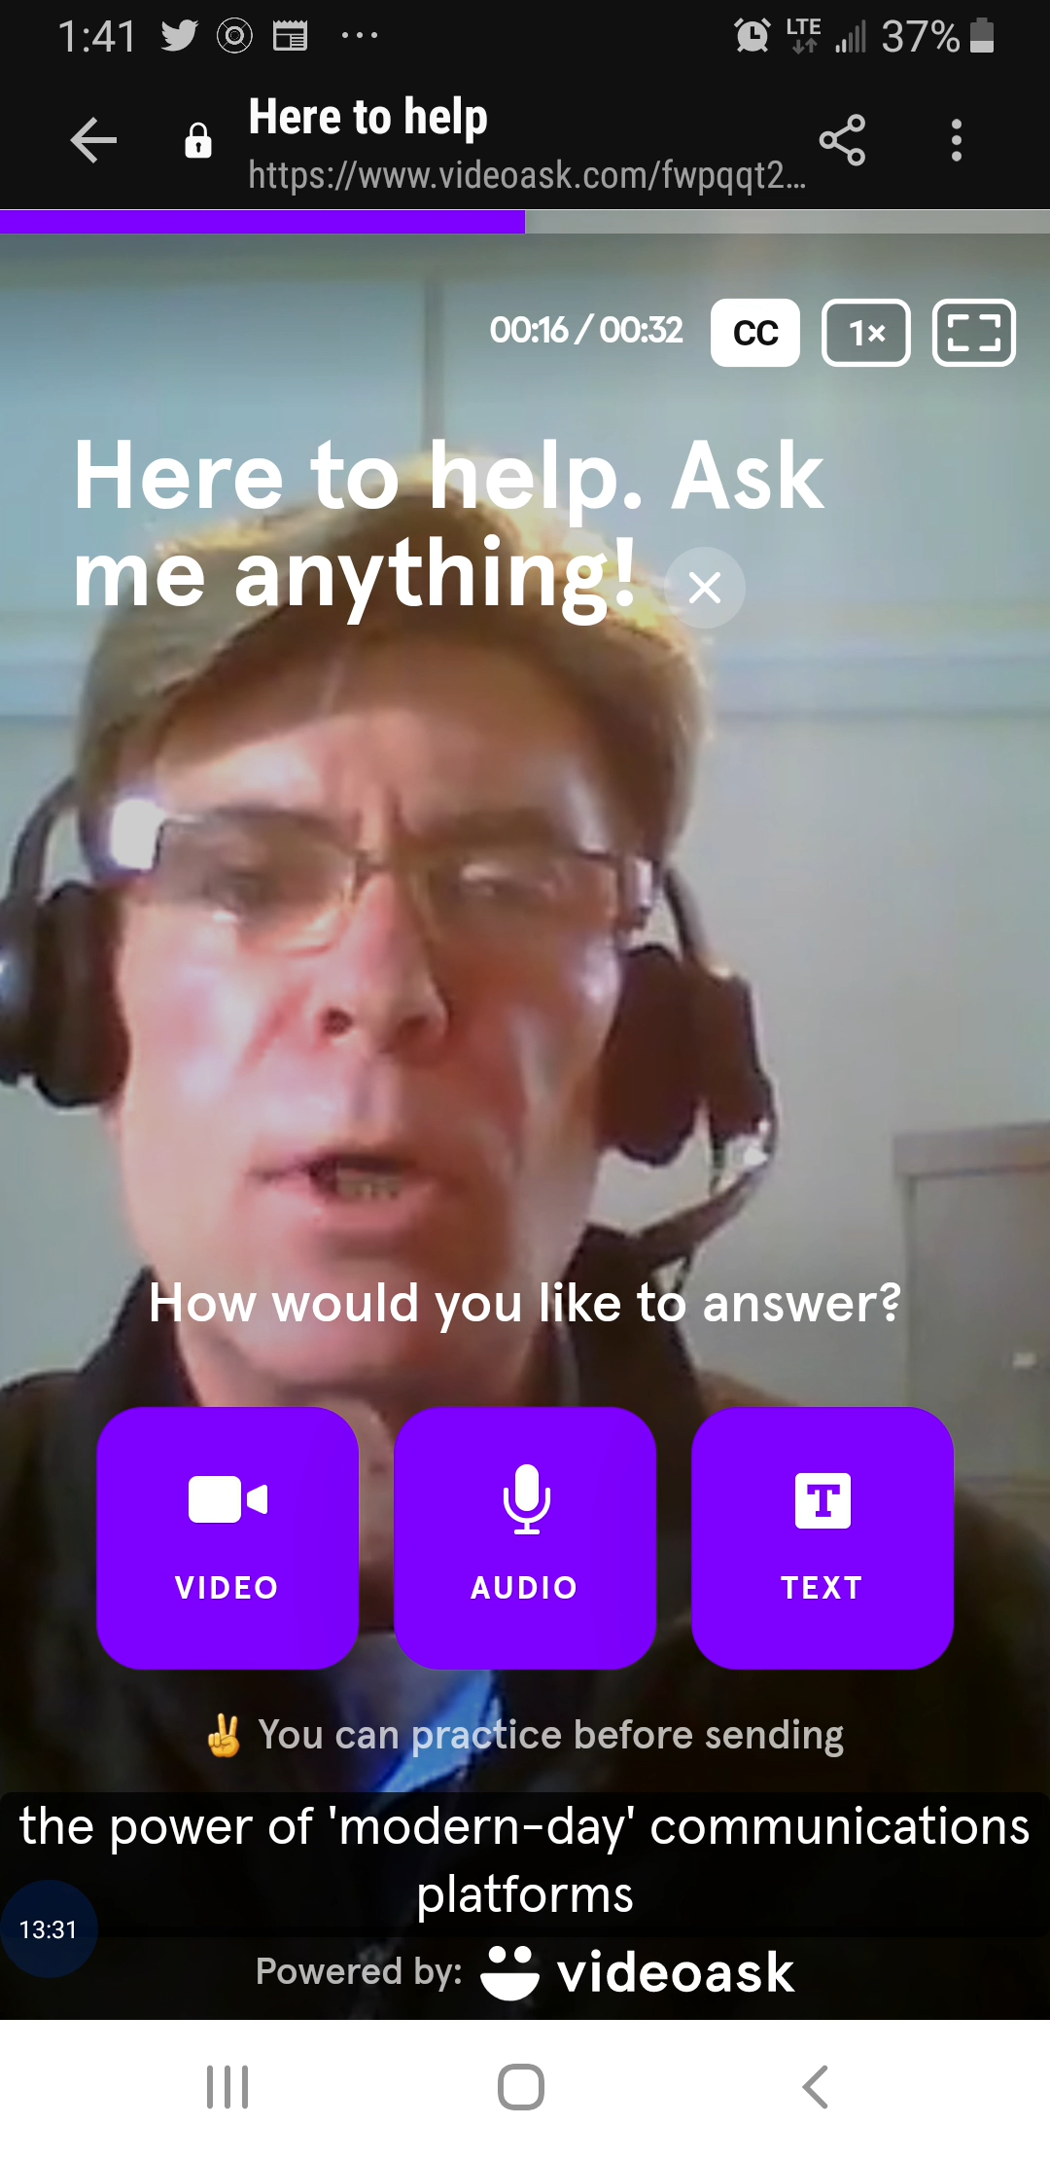 1:41 LTE 37%
Here to help
https://www.videoask.com/fwpqqt2...
00:16 / 00:32 CC 1×
Here to help. Ask
me anything!
How would you like to answer?
VIDEO AUDIO TEXT
✌ You can practice before sending
the power of 'modern-day' communications
platforms
13:31
Powered by: videoask